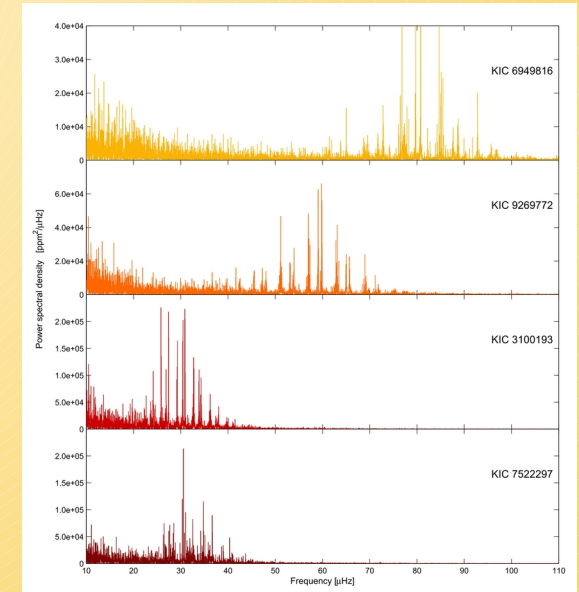 4.0e+04
KIC 6949816
3.0e+04
2.0e+04
1.0e+04
0
6.0e+04
KIC 9269772
4.0e+04
2.0e+04
0
Power spectral density [ppm²/μHz]
2.0e+05
KIC 3100193
1.5e+05
1.0e+05
5.0e+04
0
2.0e+05
KIC 7522297
1.5e+05
1.0e+05
5.0e+04
0
10 20 30 40 50 60 70 80 90 100 110
Frequency [μHz]